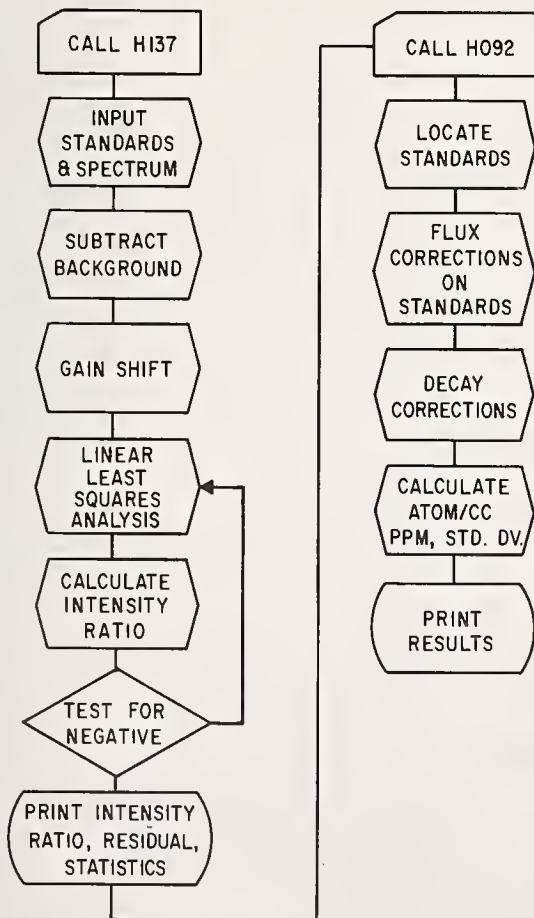 CALL H137
INPUT
STANDARDS
& SPECTRUM
SUBTRACT
BACKGROUND
GAIN SHIFT
LINEAR
LEAST
SQUARES
ANALYSIS
CALCULATE
INTENSITY
RATIO
TEST FOR
NEGATIVE
PRINT INTENSITY
RATIO, RESIDUAL,
STATISTICS
CALL H092
LOCATE
STANDARDS
FLUX
CORRECTIONS
ON
STANDARDS
DECAY
CORRECTIONS
CALCULATE
ATOM/CC
PPM, STD. DV.
PRINT
RESULTS